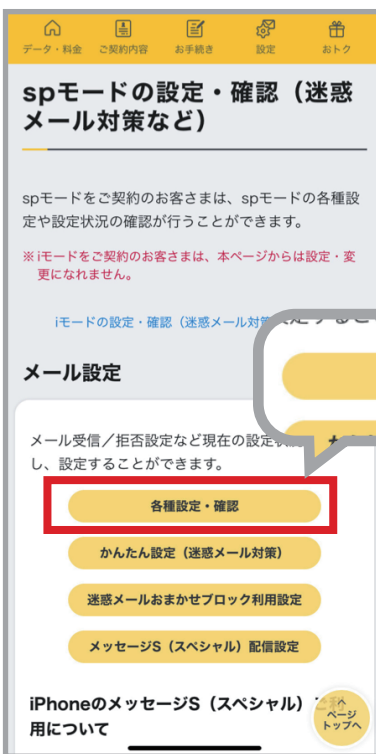 データ・料金 ご契約内容 お手続き 設定 おトク
spモードの設定・確認（迷惑
メール対策など）
spモードをご契約のお客さまは、spモードの各種設
定や設定状況の確認が行うことができます。
※iモードをご契約のお客さまは、本ページからは設定・変
更になれません。
iモードの設定・確認（迷惑メール対
メール設定
メール受信／拒否設定など現在の設定
し、設定することができます。
各種設定・確認
かんたん設定（迷惑メール対策）
迷惑メールおまかせブロック利用設定
メッセージS（スペシャル）配信設定
iPhoneのメッセージS（スペシャル）
用について
ページ
トップへ